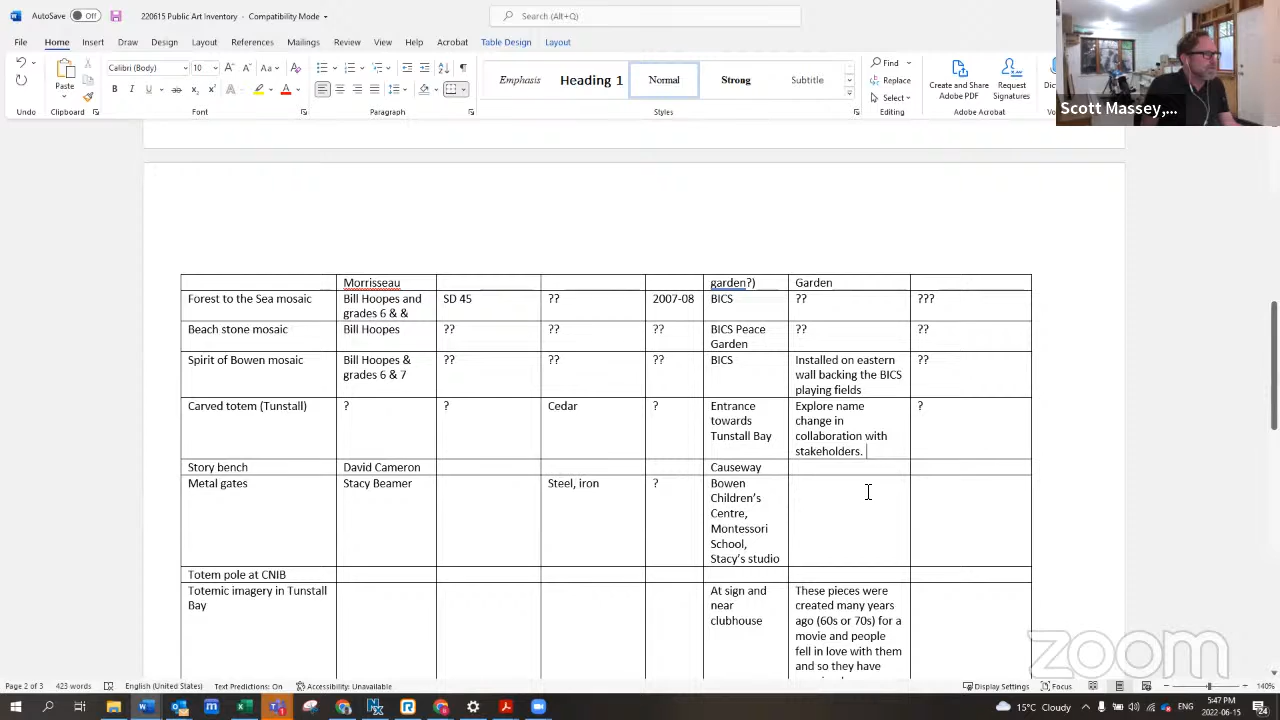 AutoSave Off 220615 Public Art Inventory - Compatibility Mode Search (Alt+Q)
File Home Insert Draw Design Layout References Mailings Review View Help Acrobat Table Design Layout
Calibri (Body) 10
Paste
Emphasis Heading 1 Normal Strong Subtitle
Find
Replace
Select
Create and Share
Adobe PDF
Request
Signatures
Undo Clipboard Font Paragraph Styles Editing Adobe Acrobat
Scott Massey,...
Morrisseau garden?) Garden
Forest to the Sea mosaic Bill Hoopes and SD 45 ?? 2007-08 BICS ?? ???
grades 6 & &
Beach stone mosaic Bill Hoopes ?? ?? ?? BICS Peace ?? ??
Garden
Spirit of Bowen mosaic Bill Hoopes & ?? ?? ?? BICS Installed on eastern ??
grades 6 & 7 wall backing the BICS
playing fields
Carved totem (Tunstall) ? ? Cedar ? Entrance Explore name ?
towards change in
Tunstall Bay collaboration with
stakeholders.
Story bench David Cameron Causeway
Metal gates Stacy Beamer Steel, iron ? Bowen
Children's
Centre,
Montessori
School,
Stacy's studio
Totem pole at CNIB
Totemic imagery in Tunstall At sign and These pieces were
Bay near created many years
clubhouse ago (60s or 70s) for a
movie and people
fell in love with them
and so they have
zoom
Page 2 of 3 423 words English (United States) Text Predictions: On Accessibility: Unavailable Display Settings Focus 140%
15°C Cloudy 5:47 PM
2022-06-15 24